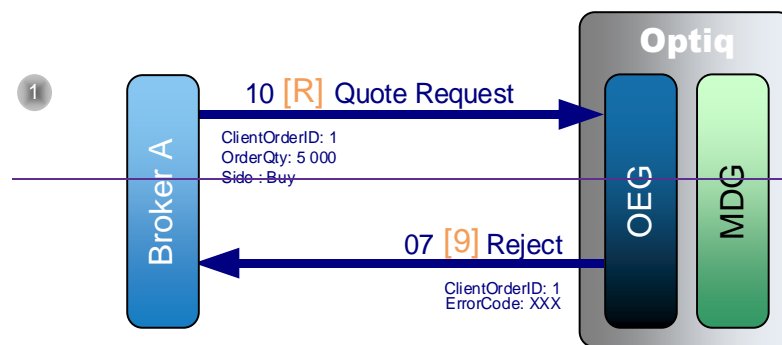 Optiq
1
10 [R] Quote Request
ClientOrderID: 1
OrderQty: 5 000
Side : Buy
Broker A
OEG
MDG
07 [9] Reject
ClientOrderID: 1
ErrorCode: XXX